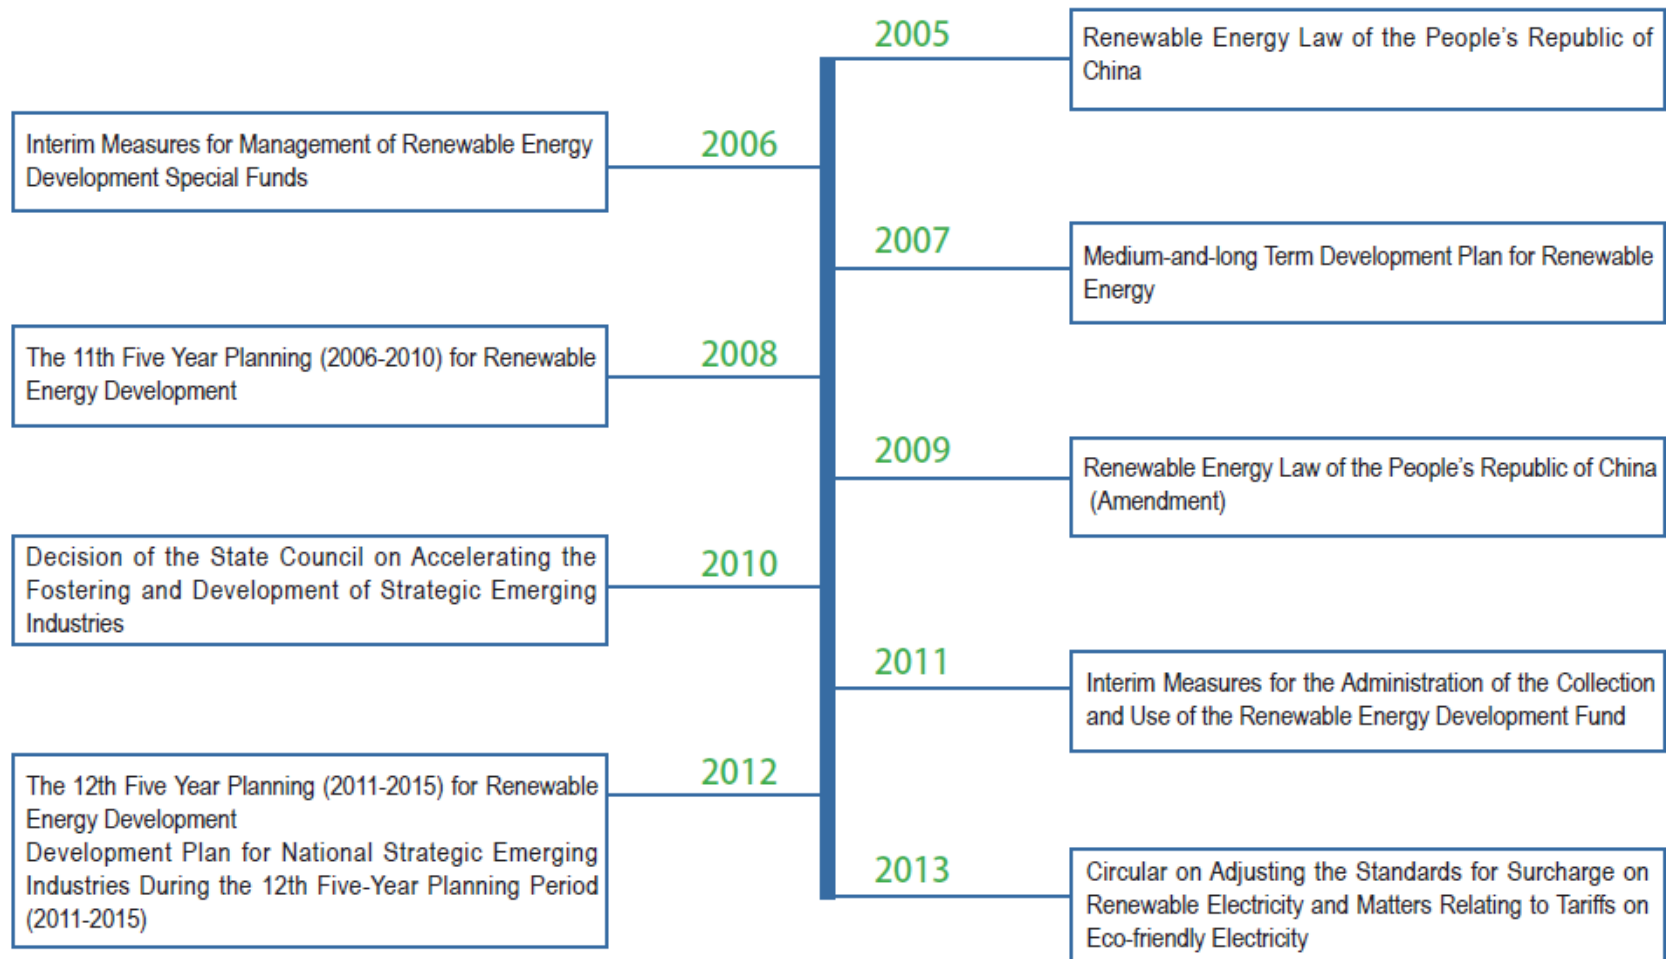 2005
Renewable Energy Law of the People’s Republic of
China
2006
Interim Measures for Management of Renewable Energy
Development Special Funds
2007
Medium-and-long Term Development Plan for Renewable
Energy
2008
The 11th Five Year Planning (2006-2010) for Renewable
Energy Development
2009
Renewable Energy Law of the People’s Republic of China
(Amendment)
2010
Decision of the State Council on Accelerating the
Fostering and Development of Strategic Emerging
Industries
2011
Interim Measures for the Administration of the Collection
and Use of the Renewable Energy Development Fund
2012
The 12th Five Year Planning (2011-2015) for Renewable
Energy Development
Development Plan for National Strategic Emerging
Industries During the 12th Five-Year Planning Period
(2011-2015)
2013
Circular on Adjusting the Standards for Surcharge on
Renewable Electricity and Matters Relating to Tariffs on
Eco-friendly Electricity